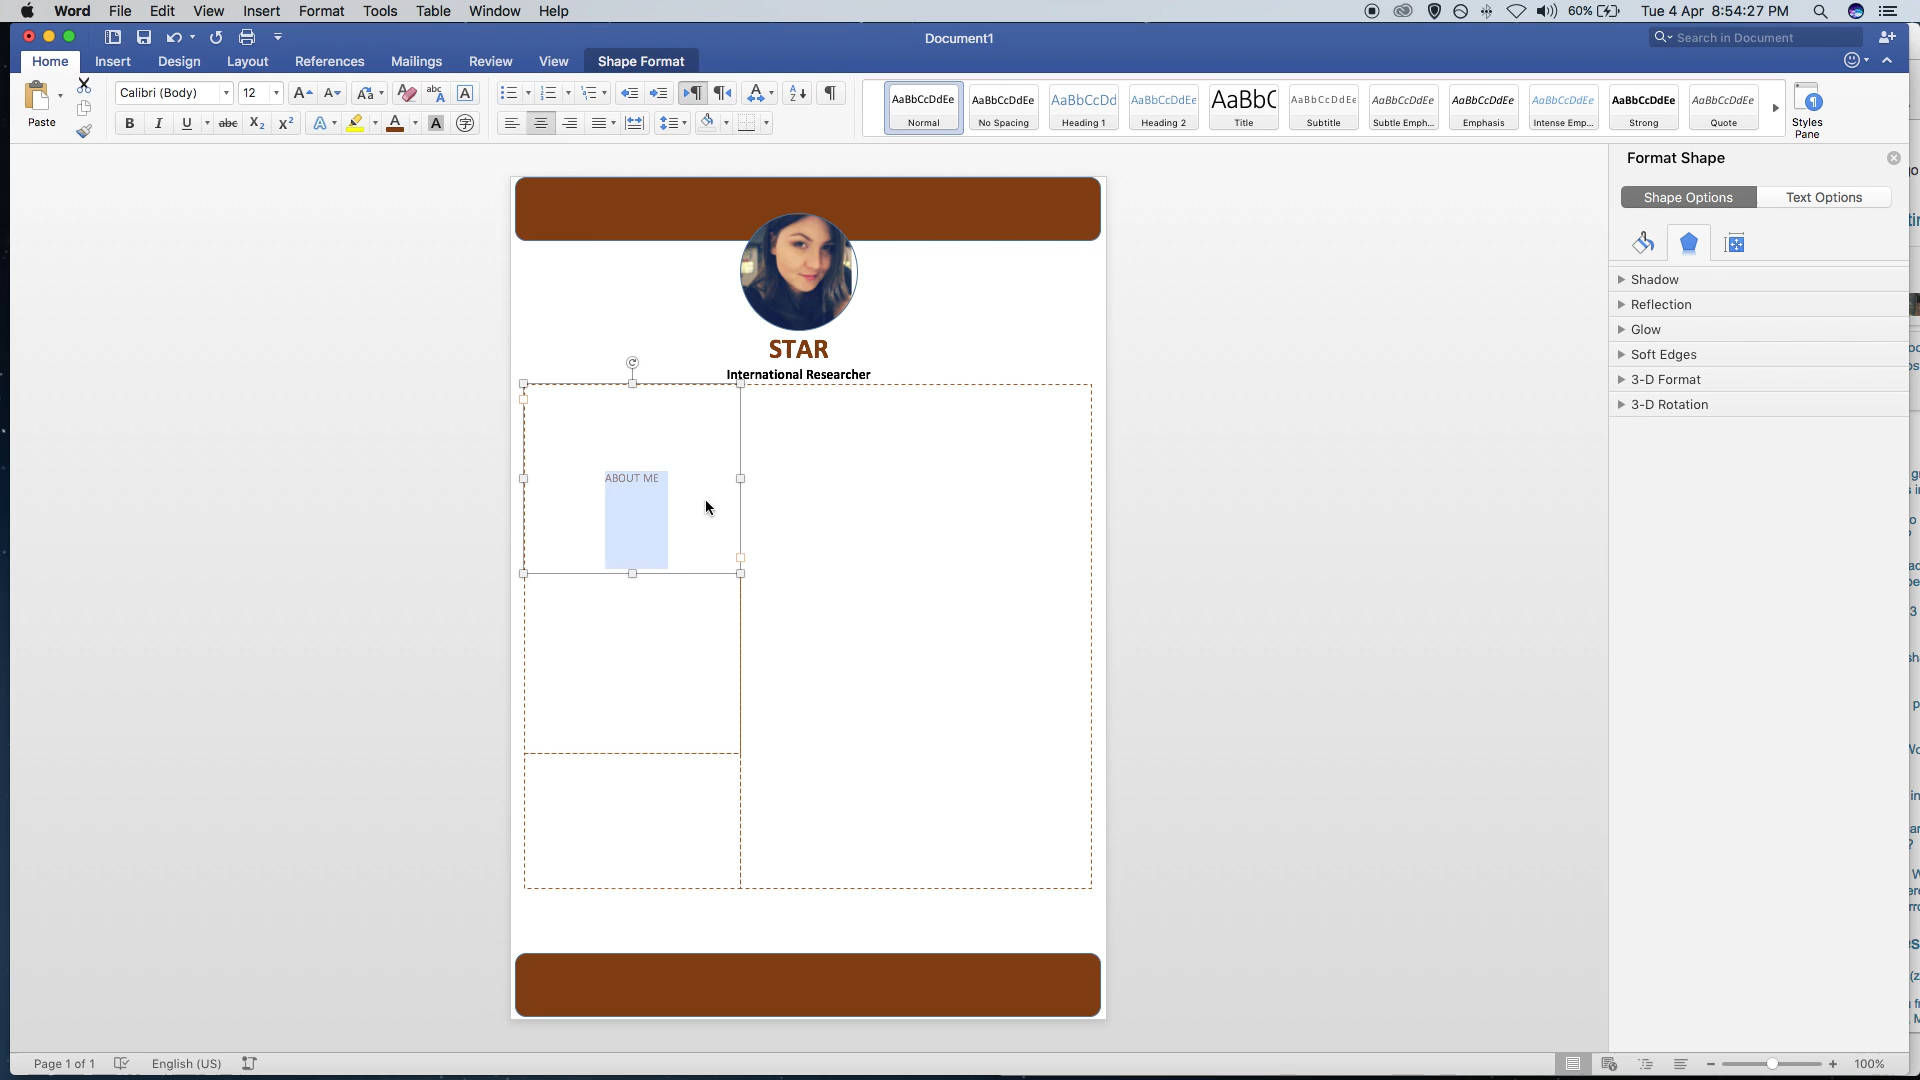 Word File Edit View Insert Format Tools Table Window Help
60% Tue 4 Apr 8:54:27 PM
Document1
Search in Document
Home Insert Design Layout References Mailings Review View Shape Format
Paste
Calibri (Body) 12
AaBbCcDdEe AaBbCcDdEe AaBbCcDd AaBbCcDdEe AaBbC AaBbCcDdEe AaBbCcDdEe AaBbCcDdEe AaBbCcDdEe AaBbCcDdEe AaBbCcDdEe
Normal No Spacing Heading 1 Heading 2 Title Subtitle Subtle Emph... Emphasis Intense Emp... Strong Quote
Styles
Pane
Format Shape
Shape Options Text Options
Shadow
Reflection
Glow
Soft Edges
3-D Format
3-D Rotation
STAR
International Researcher
ABOUT ME
Page 1 of 1 English (US) 100%